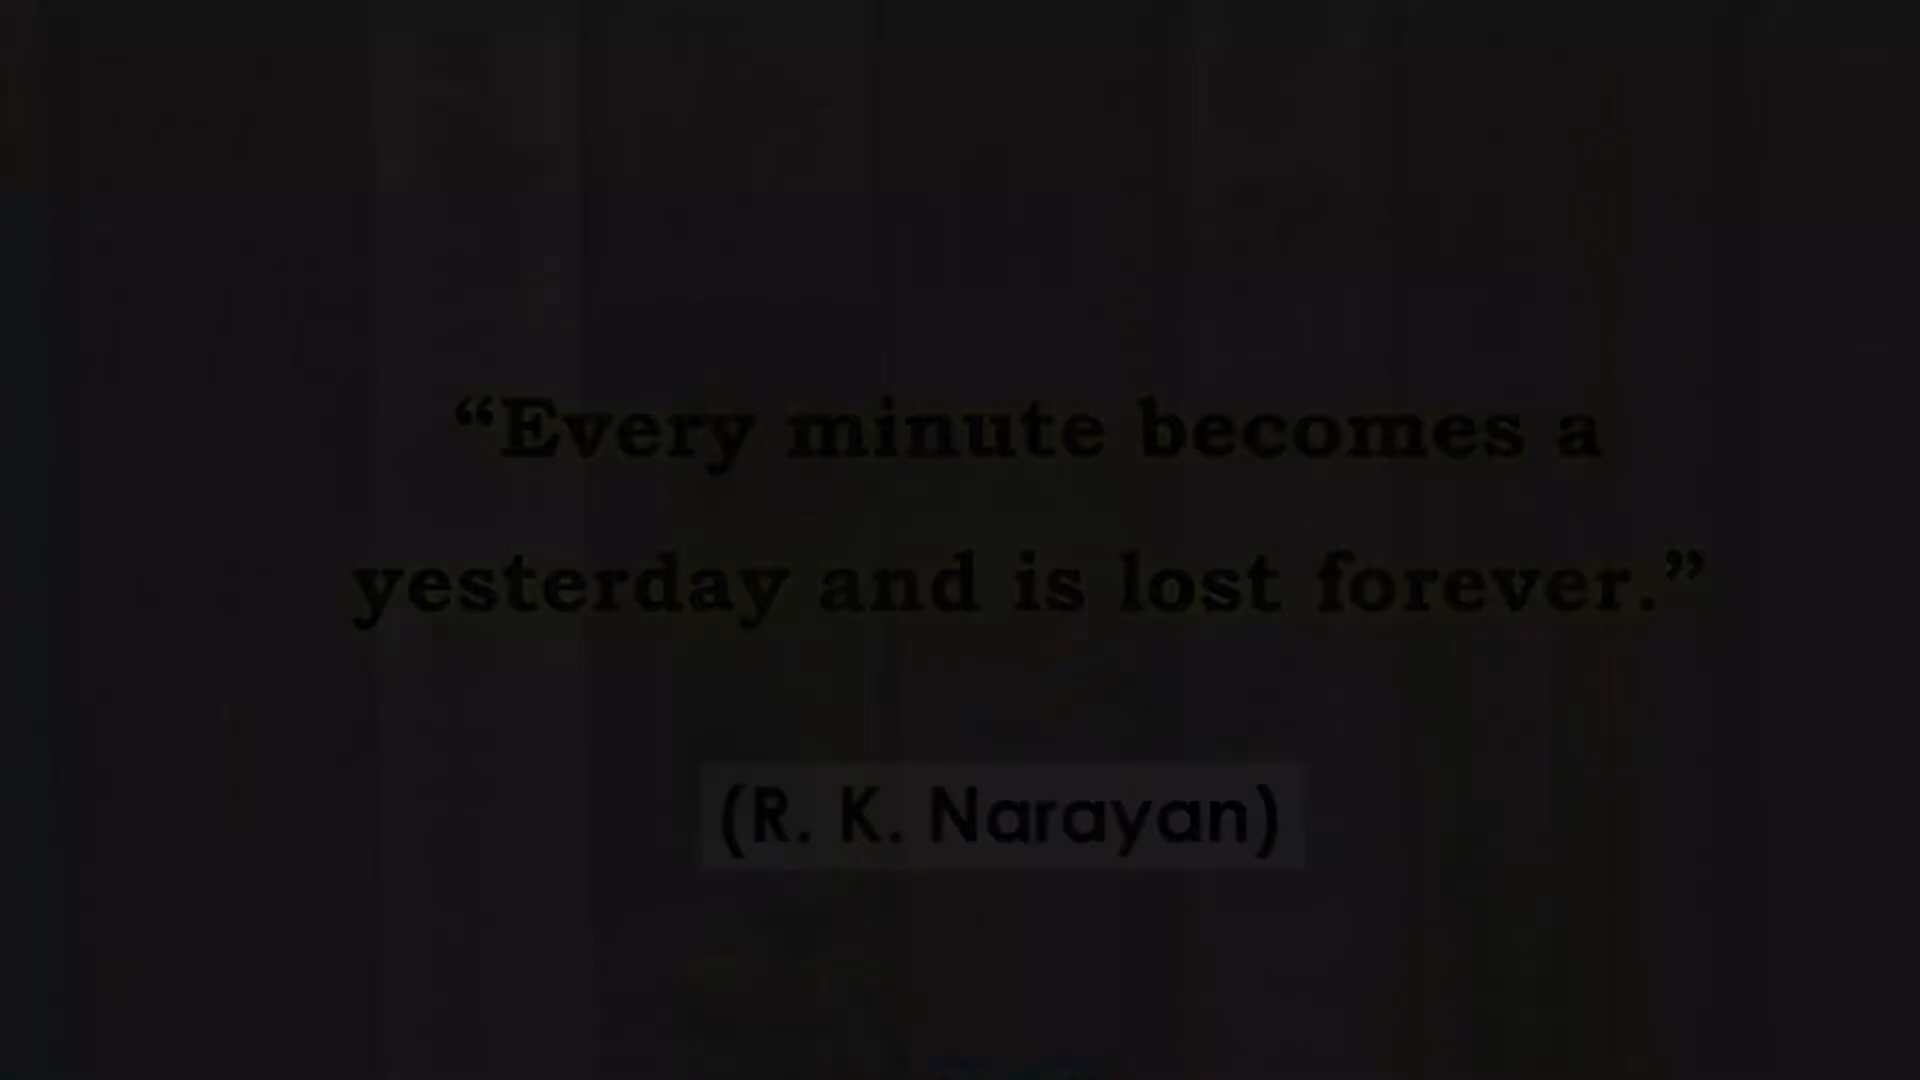 “Every minute becomes a
yesterday and is lost forever.”
(R. K. Narayan)